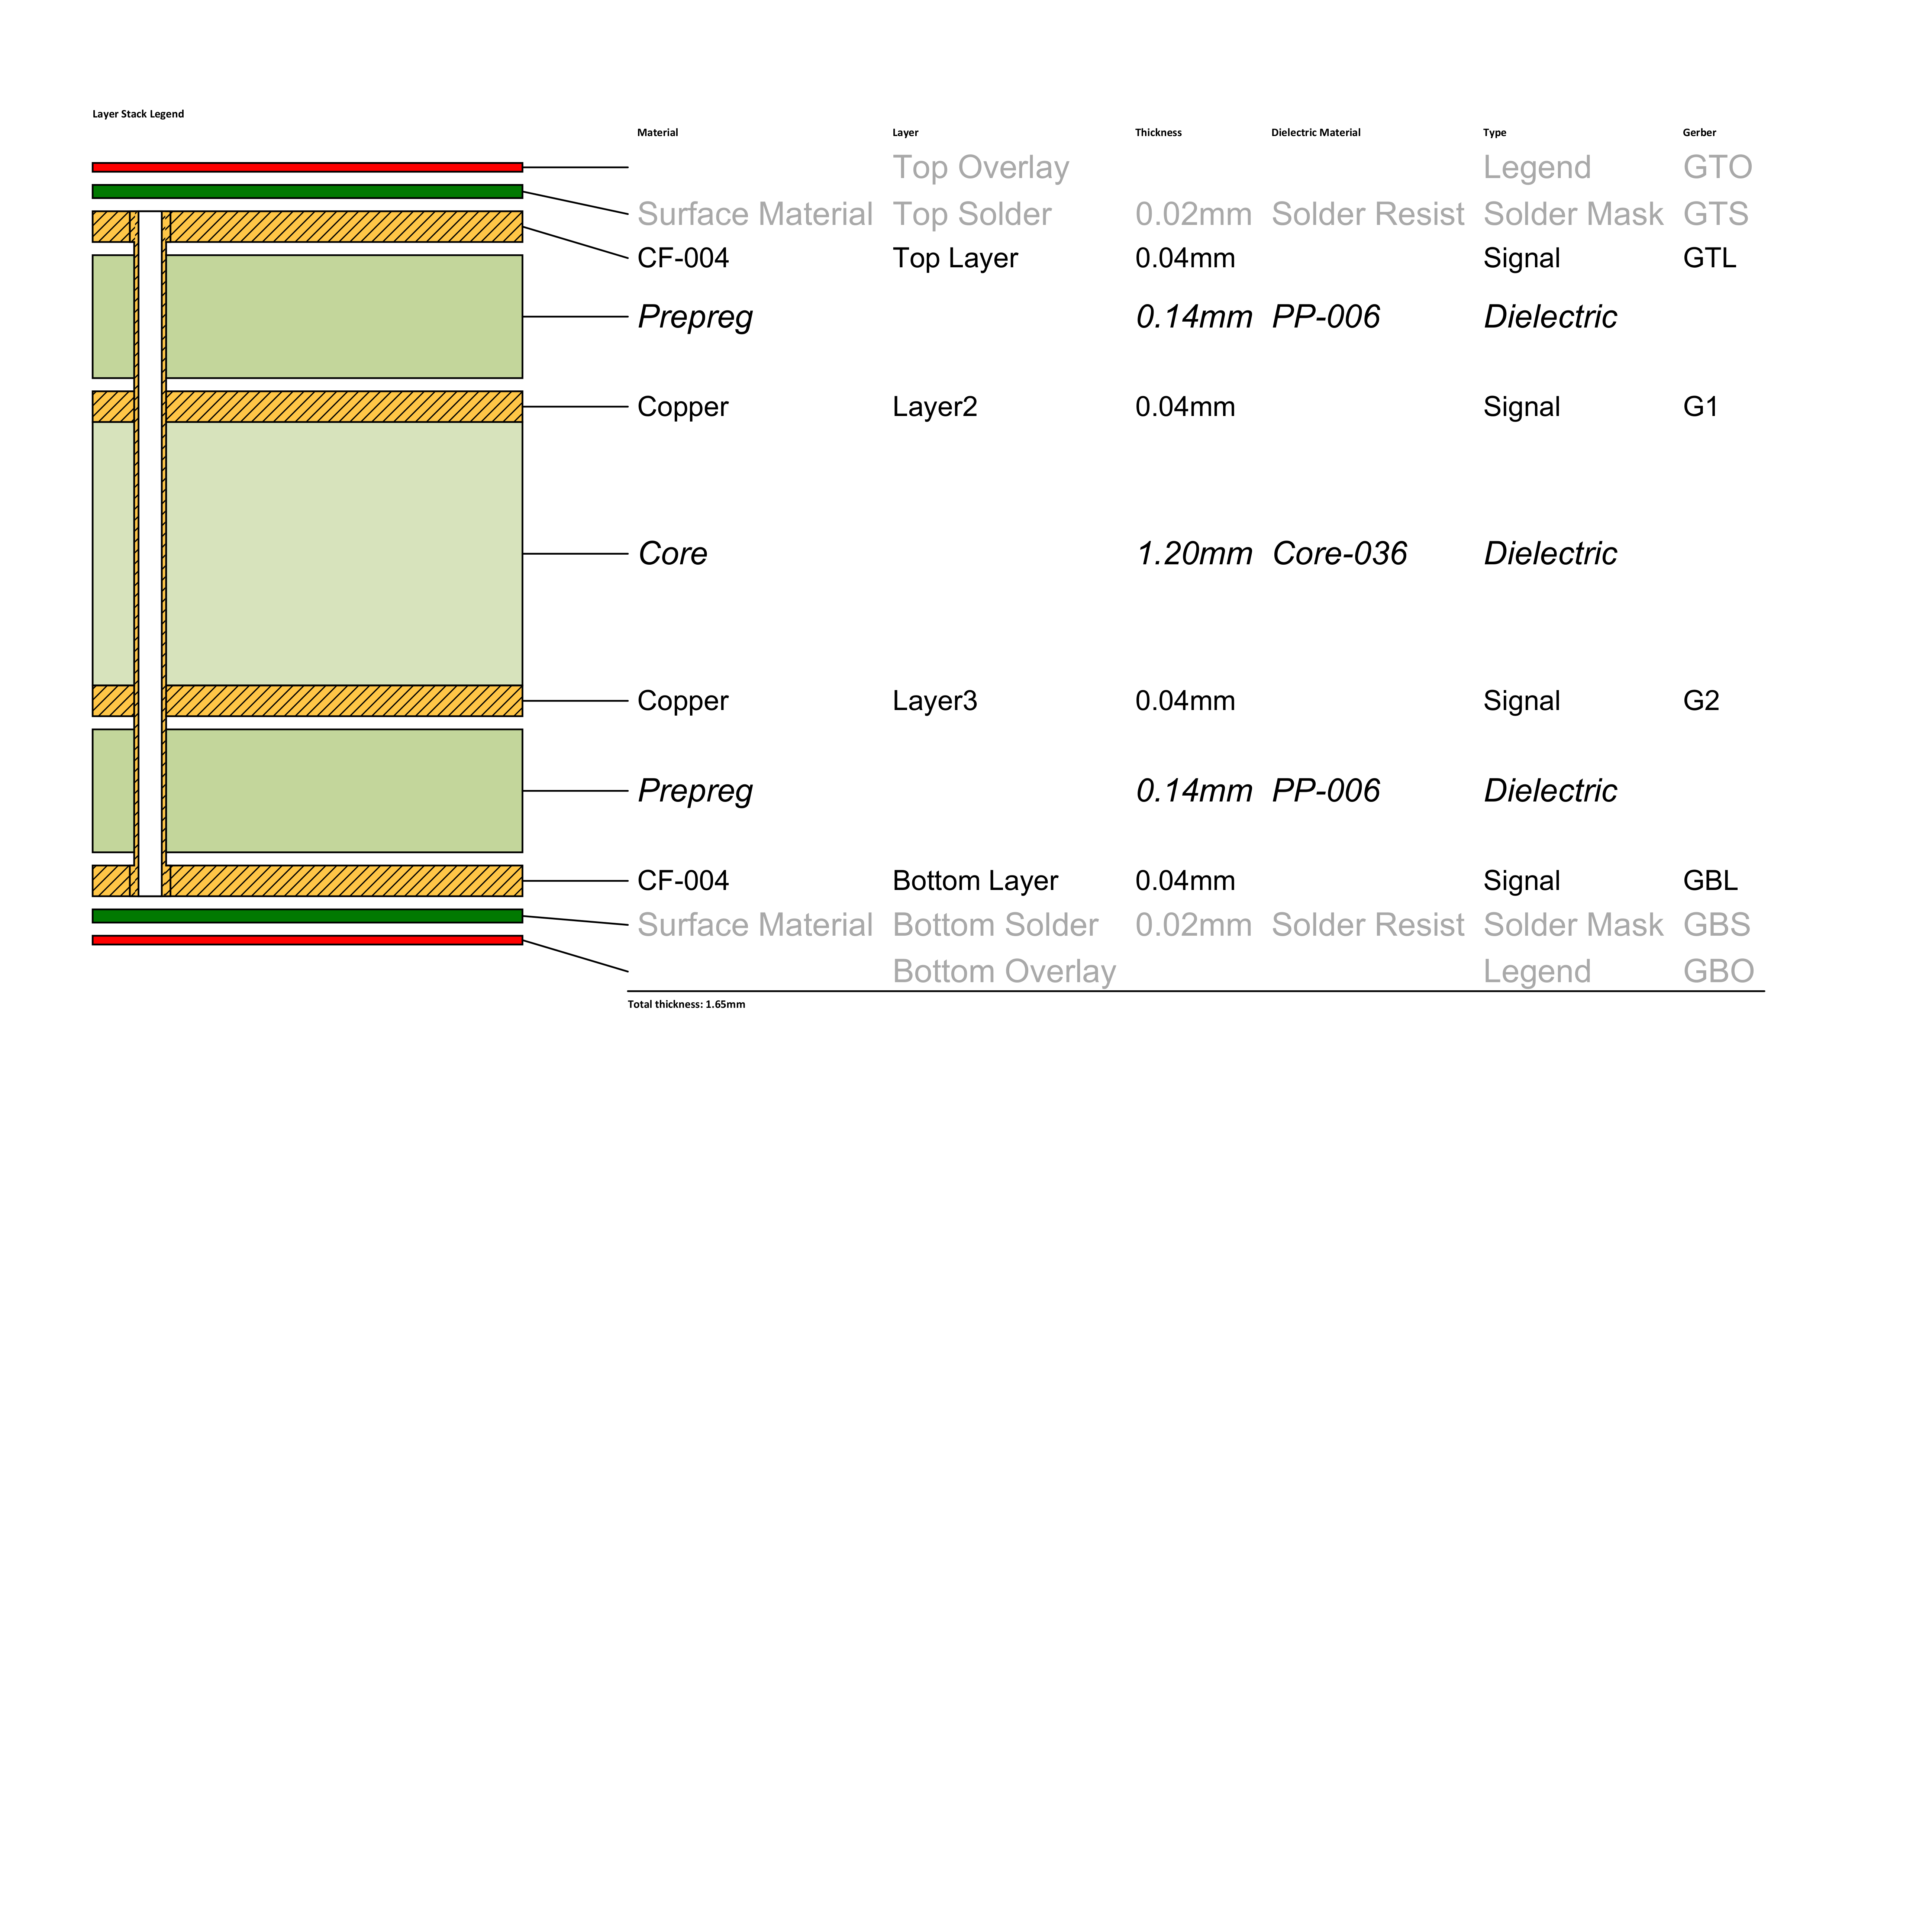 Layer Stack Legend
Material Layer Thickness Dielectric Material Type Gerber
Top Overlay Legend GTO
Surface Material Top Solder 0.02mm Solder Resist Solder Mask GTS
CF-004 Top Layer 0.04mm Signal GTL
Prepreg 0.14mm PP-006 Dielectric
Copper Layer2 0.04mm Signal G1
Core 1.20mm Core-036 Dielectric
Copper Layer3 0.04mm Signal G2
Prepreg 0.14mm PP-006 Dielectric
CF-004 Bottom Layer 0.04mm Signal GBL
Surface Material Bottom Solder 0.02mm Solder Resist Solder Mask GBS
Bottom Overlay Legend GBO
Total thickness: 1.65mm